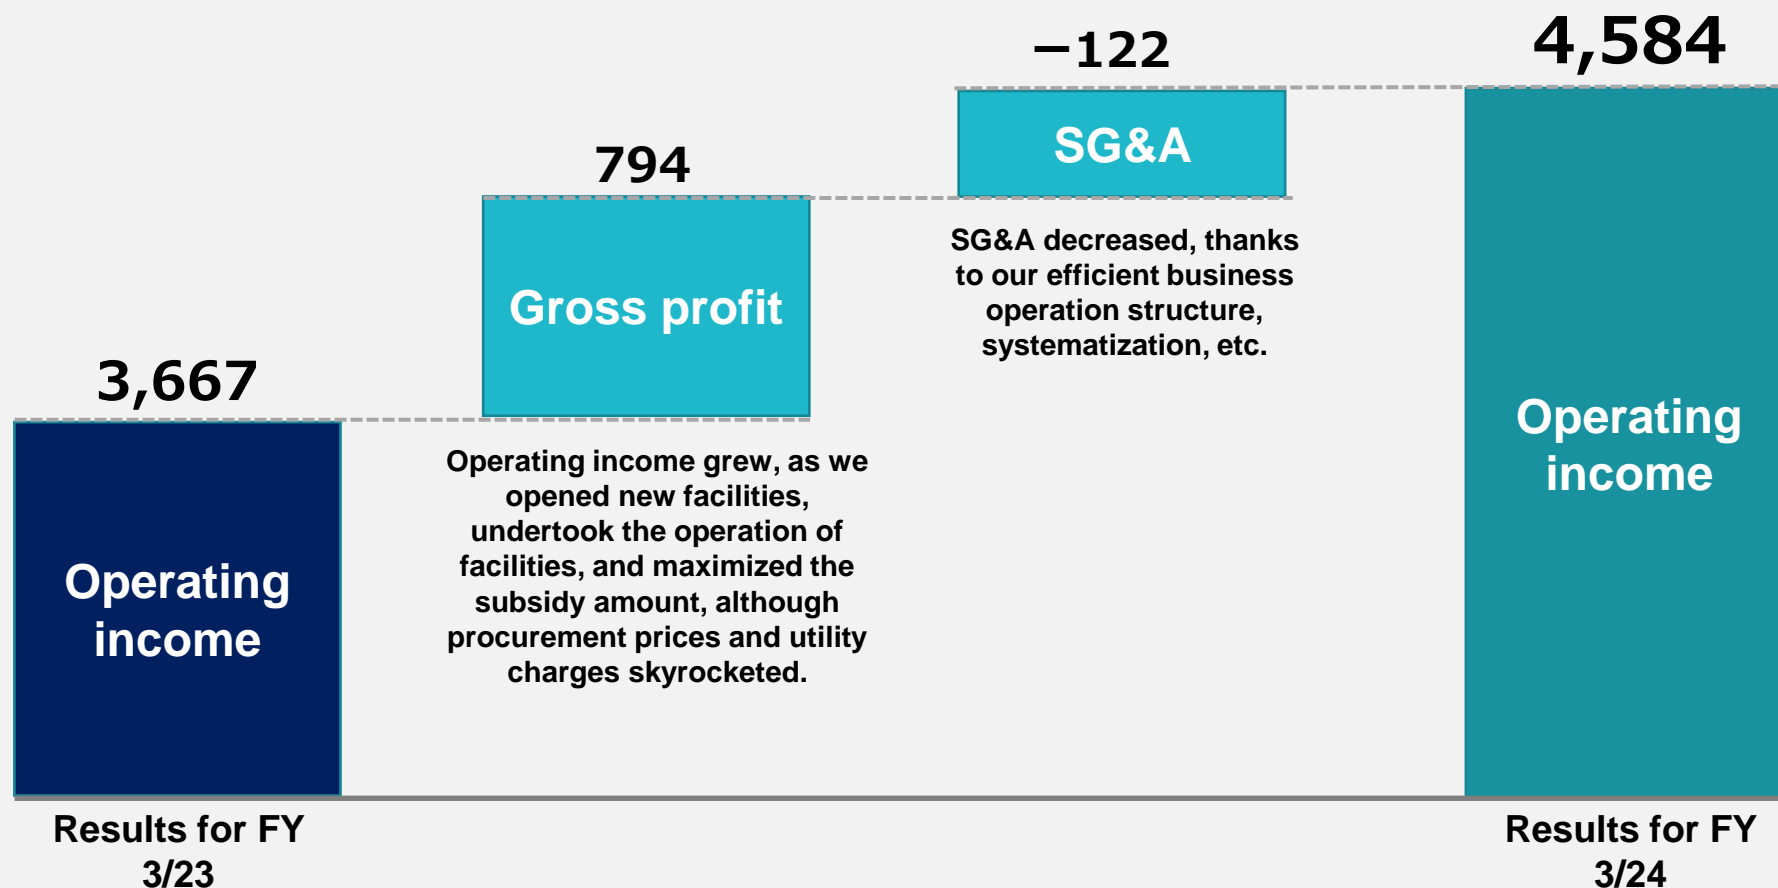 3,667
Operating
income
Results for FY
3/23
794
Gross profit
Operating income grew, as we
opened new facilities,
undertook the operation of
facilities, and maximized the
subsidy amount, although
procurement prices and utility
charges skyrocketed.
−122
SG&A
SG&A decreased, thanks
to our efficient business
operation structure,
systematization, etc.
4,584
Operating
income
Results for FY
3/24